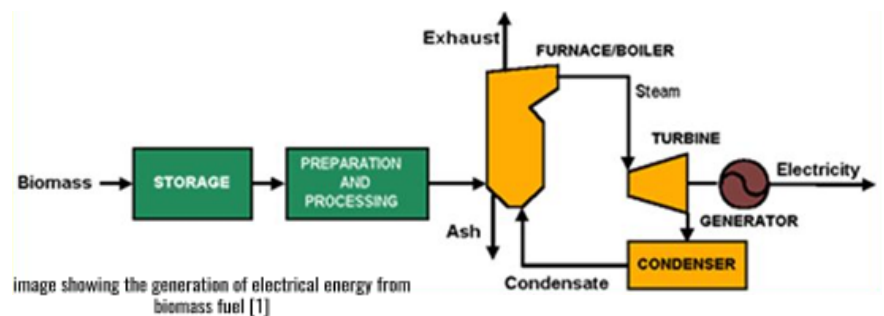 Exhaust
FURNACE/BOILER
Steam
TURBINE
Biomass
STORAGE
PREPARATION
AND
PROCESSING
Electricity
GENERATOR
Ash
CONDENSER
Condensate
image showing the generation of electrical energy from
biomass fuel [1]